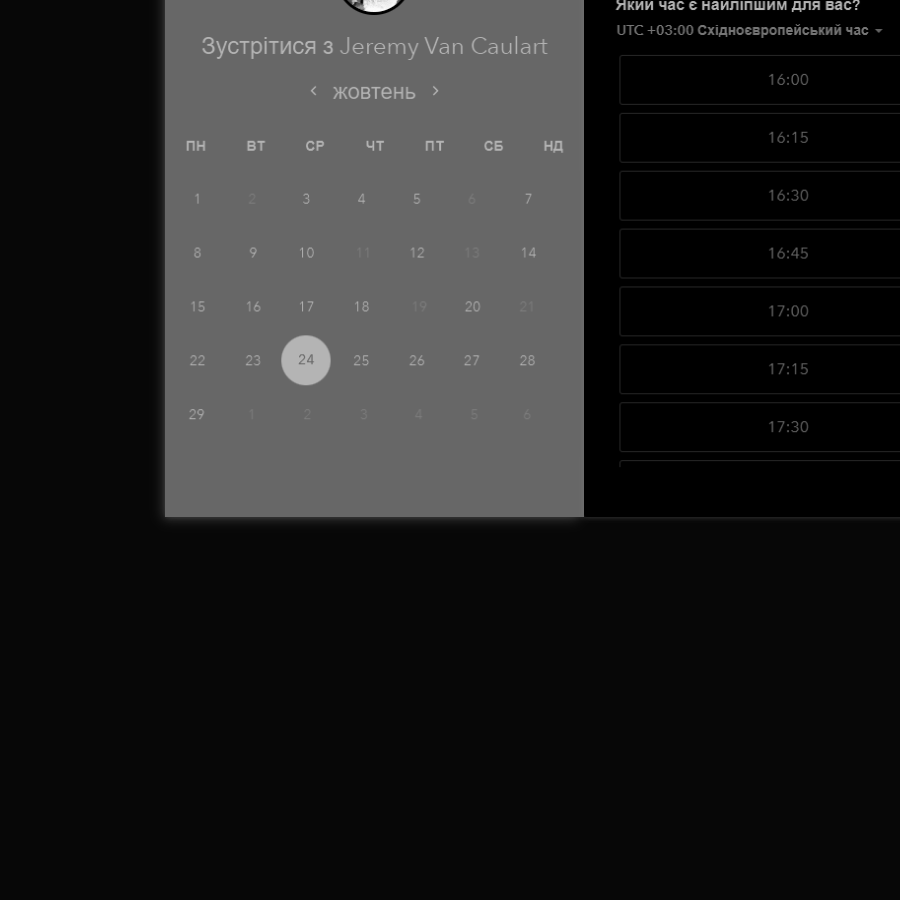 Зустрітися з Jeremy Van Caulart
жовтень
ПН ВТ СР ЧТ ПТ СБ НД
1 2 3 4 5 6 7
8 9 10 11 12 13 14
15 16 17 18 19 20 21
22 23 24 25 26 27 28
29 1 2 3 4 5 6
Який час є найліпшим для вас?
UTC +03:00 Східноєвропейський час
16:00
16:15
16:30
16:45
17:00
17:15
17:30